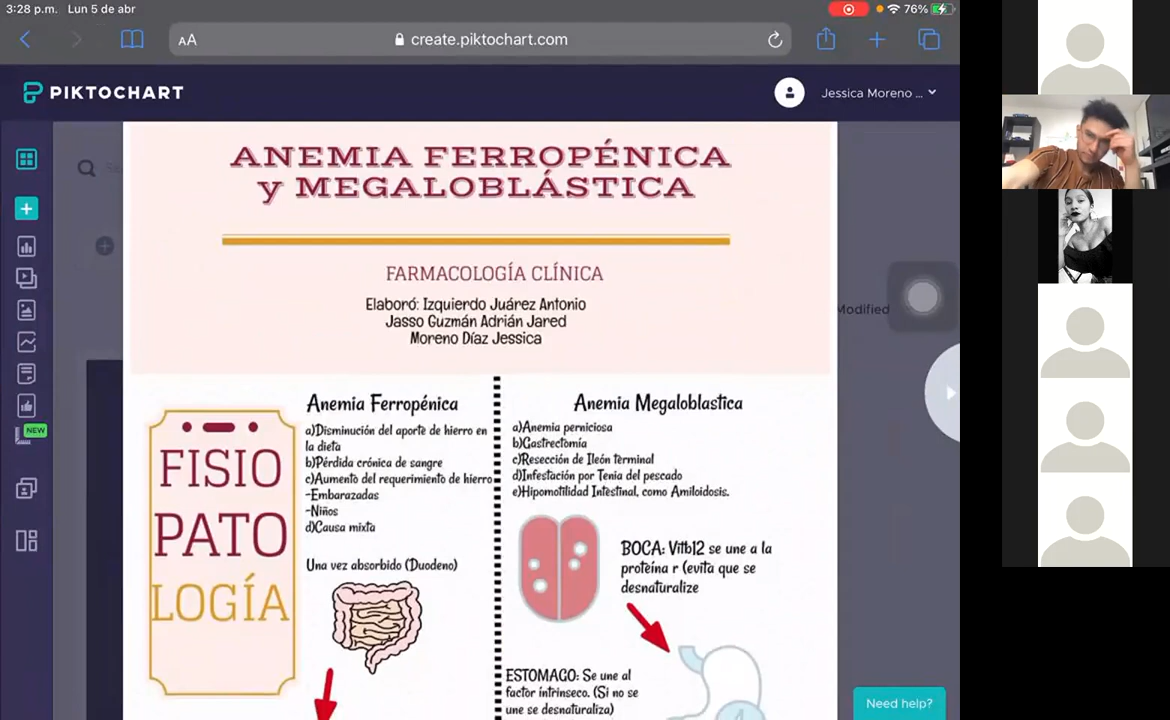 3:28 p.m. Lun 5 de abr
76%
AA
create.piktochart.com
PIKTOCHART
Jessica Moreno ...
ANEMIA FERROPÉNICA
y MEGALOBLÁSTICA
FARMACOLOGÍA CLÍNICA
Elaboró: Izquierdo Juárez Antonio
Jasso Guzmán Adrián Jared
Moreno Díaz Jessica
Modified
FISIO
PATO
LOGÍA
Anemia Ferropénica
a)Disminución del aporte de hierro en
la dieta
b)Pérdida crónica de sangre
c)Aumento del requerimiento de hierro
-Embarazadas
-Niños
d)Causa mixta
Una vez absorbido (Duodeno)
Anemia Megaloblastica
a)Anemia perniciosa
b)Gastrectomía
c)Resección de Ileón terminal
d)Infestación por Tenia del pescado
e)Hipomotilidad Intestinal, como Amiloidosis.
BOCA: Vitb12 se une a la
proteína r (evita que se
desnaturalize
ESTOMAGO: Se une al
factor intrinseco. (Si no se
une se desnaturaliza)
NEW
Need help?